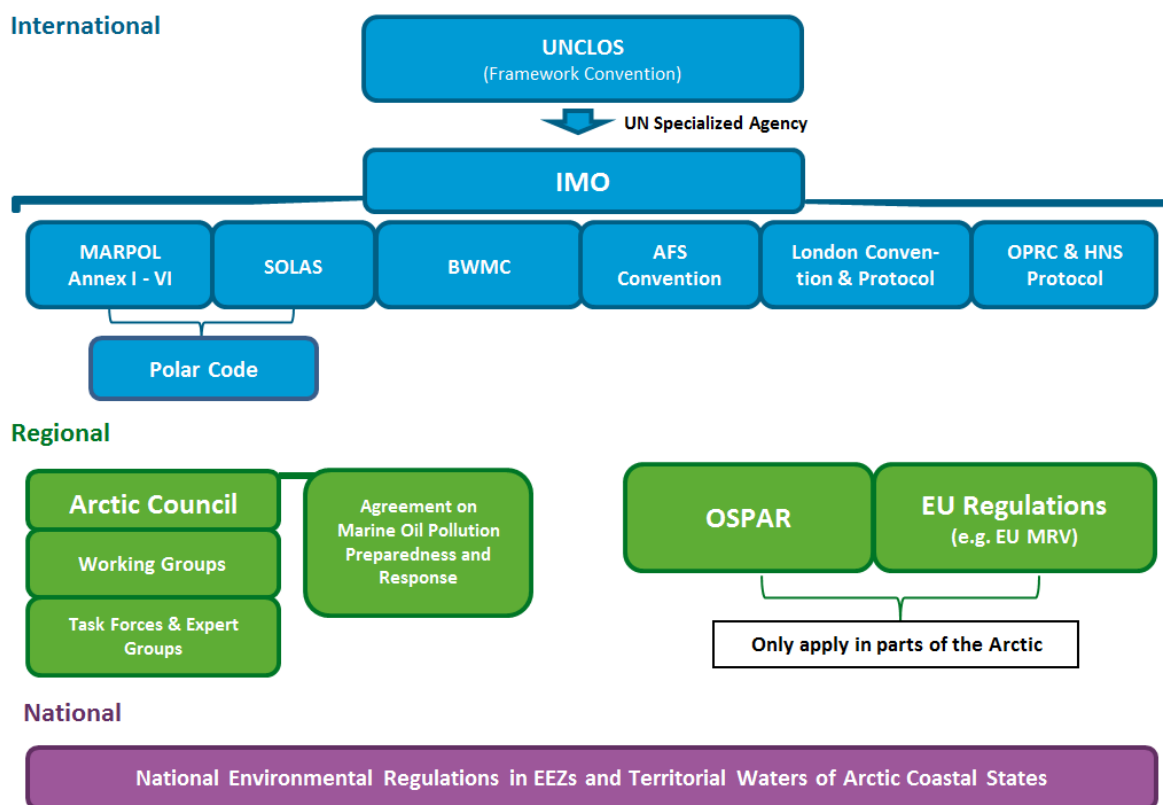 International
UNCLOS
(Framework Convention)
UN Specialized Agency
IMO
MARPOL
Annex I - VI
SOLAS
BWMC
AFS
Convention
London Conven-
tion & Protocol
OPRC & HNS
Protocol
Polar Code
Regional
Arctic Council
Working Groups
Task Forces & Expert
Groups
Agreement on
Marine Oil Pollution
Preparedness and
Response
OSPAR
EU Regulations
(e.g. EU MRV)
Only apply in parts of the Arctic
National
National Environmental Regulations in EEZs and Territorial Waters of Arctic Coastal States